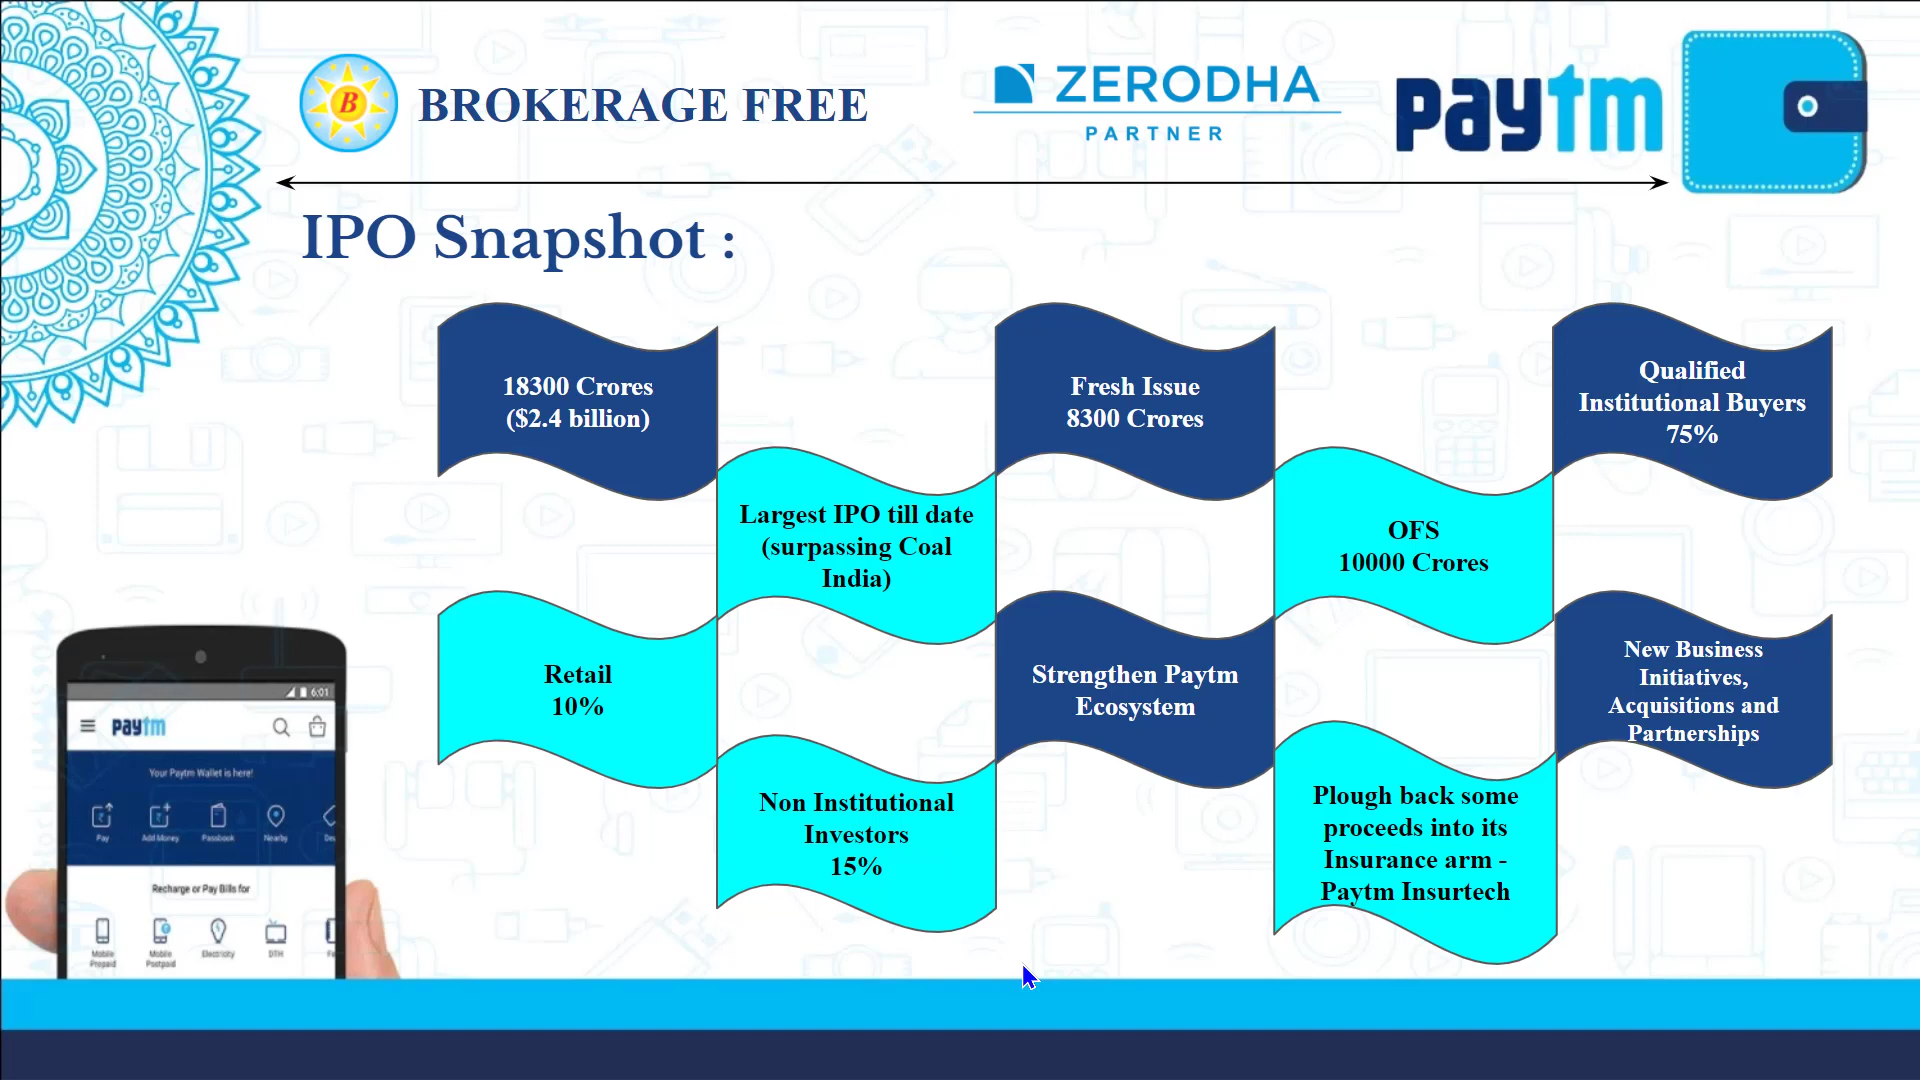 B BROKERAGE FREE
ZERODHA
PARTNER
paytm
IPO Snapshot :
18300 Crores
($2.4 billion)
Fresh Issue
8300 Crores
Qualified
Institutional Buyers
75%
Largest IPO till date
(surpassing Coal
India)
OFS
10000 Crores
Retail
10%
Strengthen Paytm
Ecosystem
New Business
Initiatives,
Acquisitions and
Partnerships
Non Institutional
Investors
15%
Plough back some
proceeds into its
Insurance arm -
Paytm Insurtech
6:01
paytm
Your Paytm Wallet is here!
Pay Add Money Passbook Nearby
Recharge or Pay Bills for
Mobile Mobile Electricity DTH
Prepaid Postpaid